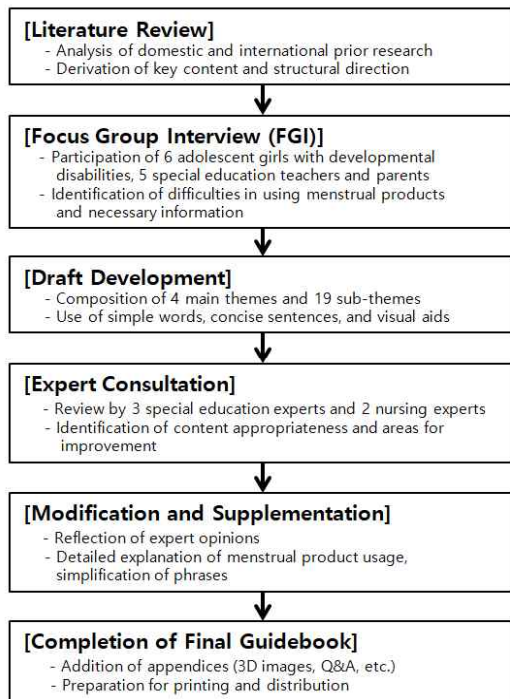 [Literature Review]
- Analysis of domestic and international prior research
- Derivation of key content and structural direction
[Focus Group Interview (FGI)]
- Participation of 6 adolescent girls with developmental
disabilities, 5 special education teachers and parents
- Identification of difficulties in using menstrual products
and necessary information
[Draft Development]
- Composition of 4 main themes and 19 sub-themes
- Use of simple words, concise sentences, and visual aids
[Expert Consultation]
- Review by 3 special education experts and 2 nursing experts
- Identification of content appropriateness and areas for
improvement
[Modification and Supplementation]
- Reflection of expert opinions
- Detailed explanation of menstrual product usage,
simplification of phrases
[Completion of Final Guidebook]
- Addition of appendices (3D images, Q&A, etc.)
- Preparation for printing and distribution